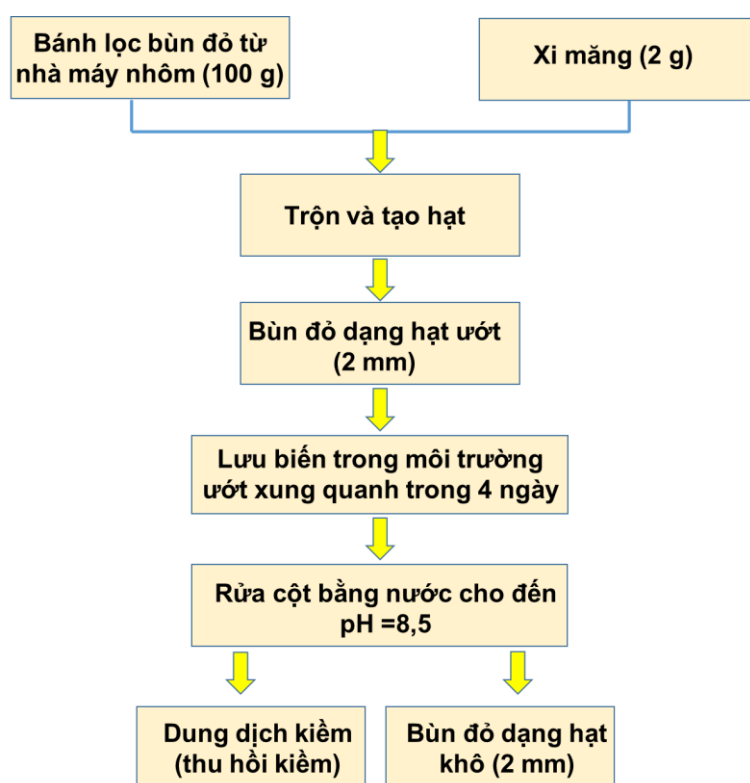 Bánh lọc bùn đỏ từ
nhà máy nhôm (100 g)
Xi măng (2 g)
Trộn và tạo hạt
Bùn đỏ dạng hạt ướt
(2 mm)
Lưu biến trong môi trường
ướt xung quanh trong 4 ngày
Rửa cột bằng nước cho đến
pH =8,5
Dung dịch kiềm
(thu hồi kiềm)
Bùn đỏ dạng hạt
khô (2 mm)